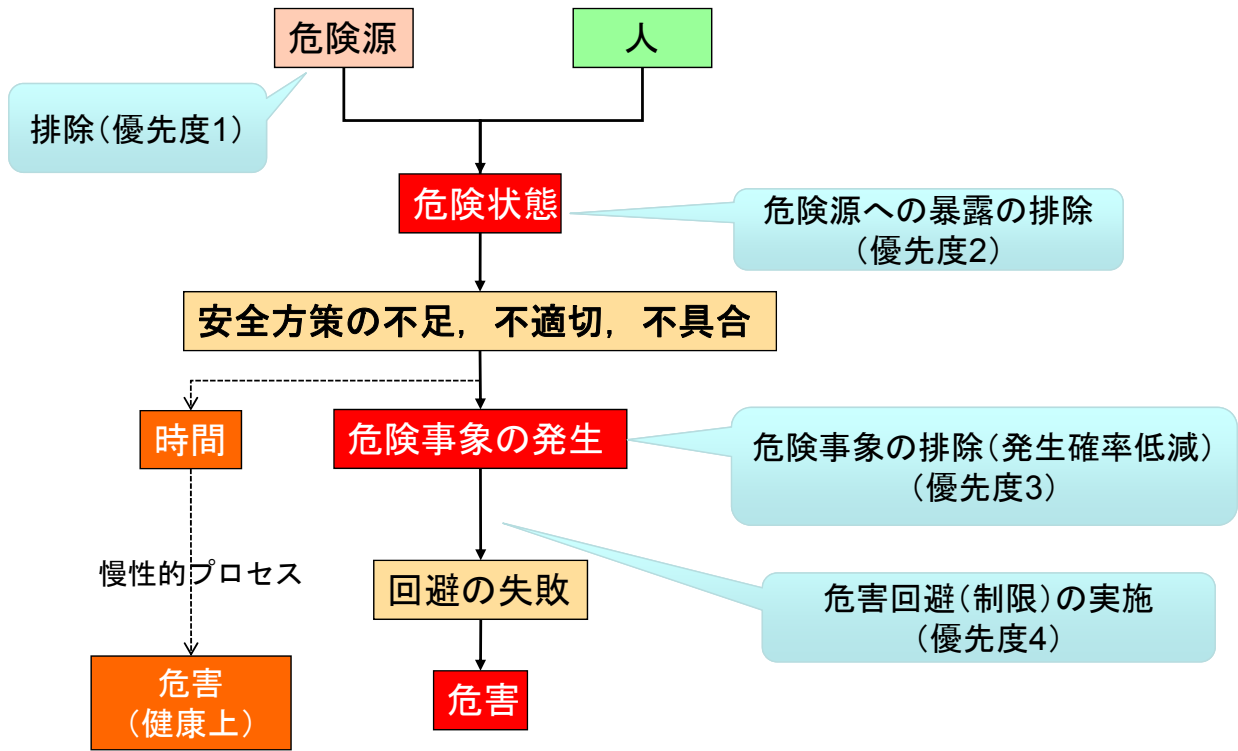 危険源
人
排除（優先度1）
危険状態
危険源への暴露の排除
（優先度2）
安全方策の不足，不適切，不具合
時間
危険事象の発生
危険事象の排除（発生確率低減）
（優先度3）
慢性的プロセス
回避の失敗
危害回避（制限）の実施
（優先度4）
危害
（健康上）
危害